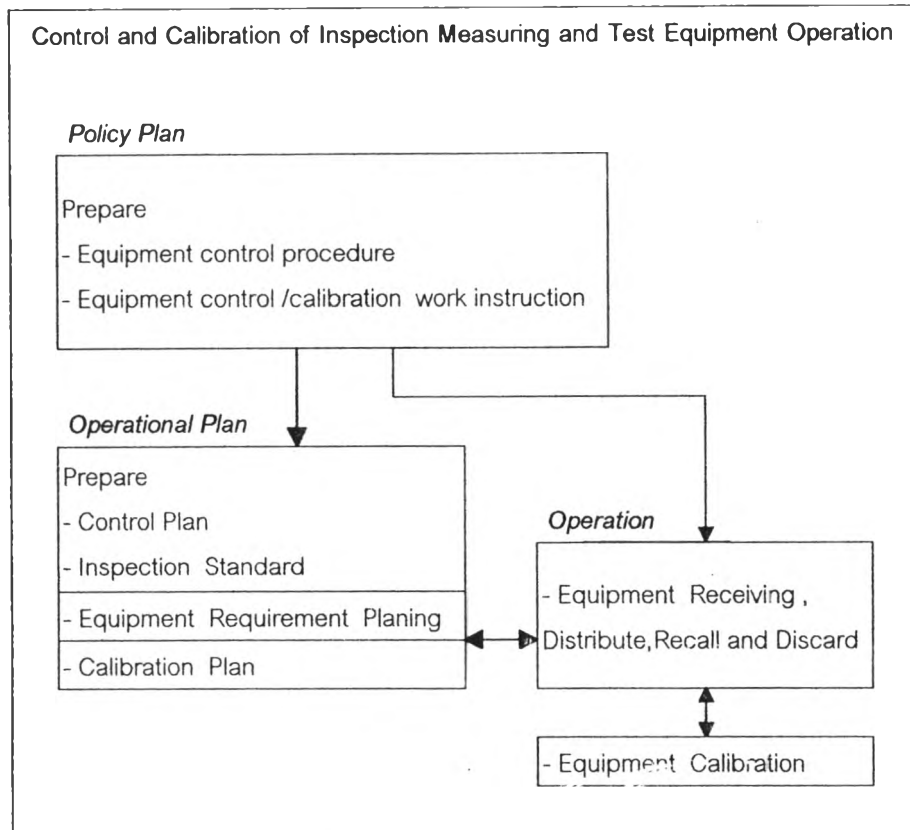 Control and Calibration of Inspection Measuring and Test Equipment Operation
Policy Plan
Prepare
- Equipment control procedure
- Equipment control /calibration work instruction
Operational Plan
Prepare
- Control Plan
- Inspection Standard
- Equipment Requirement Planing
- Calibration Plan
Operation
- Equipment Receiving ,
Distribute,Recall and Discard
- Equipment Calibration